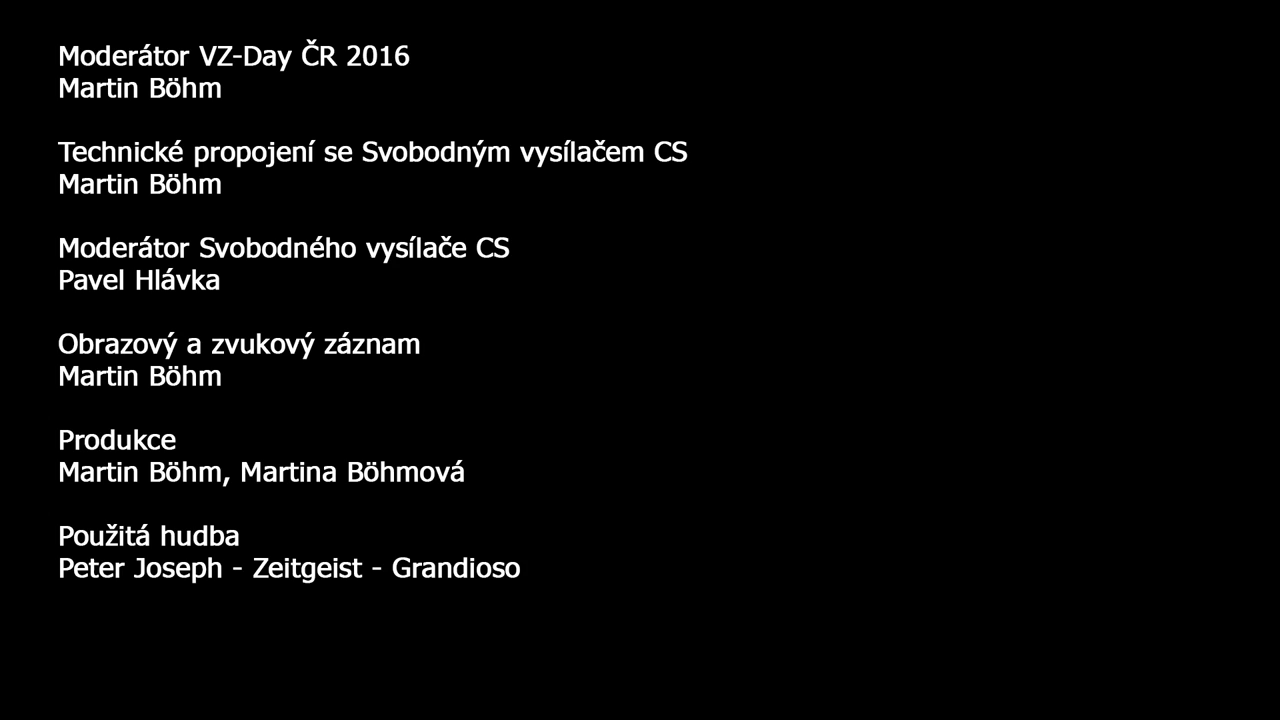 Moderátor VZ-Day ČR 2016
Martin Böhm
Technické propojení se Svobodným vysílačem CS
Martin Böhm
Moderátor Svobodného vysílače CS
Pavel Hlávka
Obrazový a zvukový záznam
Martin Böhm
Produkce
Martin Böhm, Martina Böhmová
Použitá hudba
Peter Joseph - Zeitgeist - Grandioso